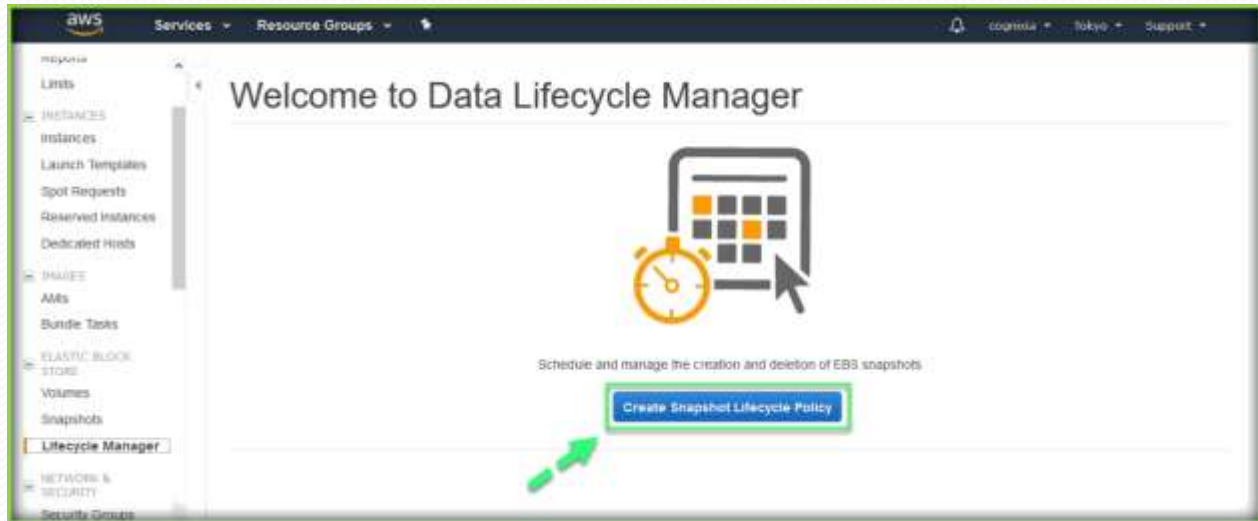 aws
Services
Resource Groups
cognixia
Tokyo
Support
Reports
Limits
INSTANCES
Instances
Launch Templates
Spot Requests
Reserved Instances
Dedicated Hosts
IMAGES
AMIs
Bundle Tasks
ELASTIC BLOCK
STORE
Volumes
Snapshots
Lifecycle Manager
NETWORK &
SECURITY
Security Groups
Welcome to Data Lifecycle Manager
Schedule and manage the creation and deletion of EBS snapshots
Create Snapshot Lifecycle Policy